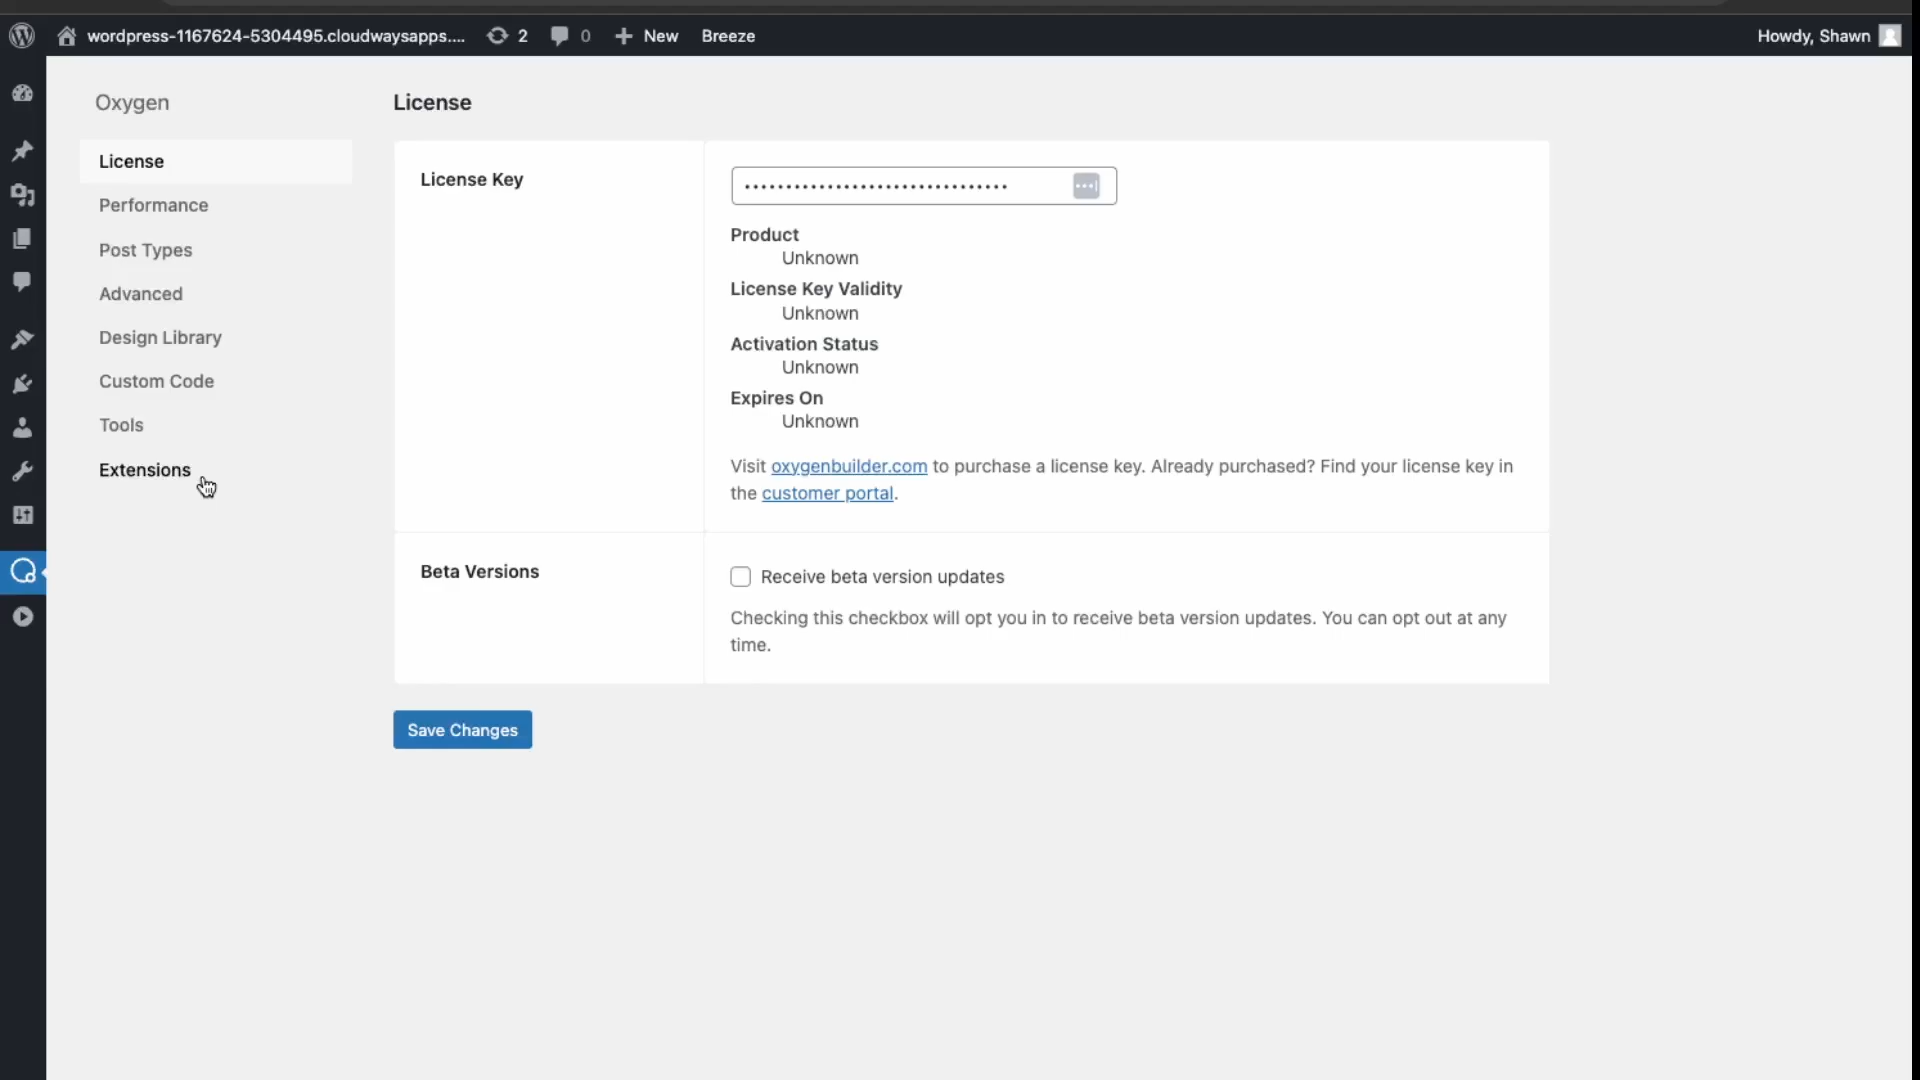 wordpress-1167624-5304495.cloudwaysapps.... 2 0 New Breeze Howdy, Shawn
Oxygen
License
Performance
Post Types
Advanced
Design Library
Custom Code
Tools
Extensions
License
License Key
••••••••••••••••••••••••••••••••
Product
Unknown
License Key Validity
Unknown
Activation Status
Unknown
Expires On
Unknown
Visit oxygenbuilder.com to purchase a license key. Already purchased? Find your license key in
the customer portal.
Beta Versions
Receive beta version updates
Checking this checkbox will opt you in to receive beta version updates. You can opt out at any
time.
Save Changes